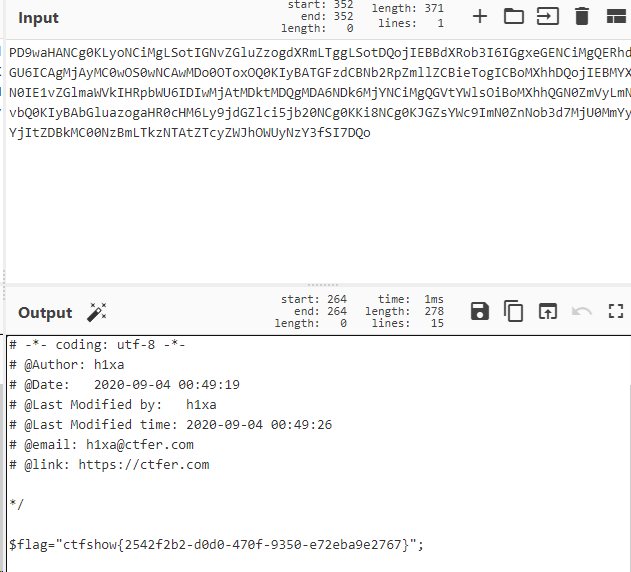 Input
start: 352 length: 371
end: 352 lines: 1
length: 0
PD9waHANCg0KLyoNCiMgLSotIGNvZGluZzogdXRmLTggLSotDQojIEBBdXRob3I6IGgxeGENCiMgQERhd
GU6ICAgMjAyMC0wOS0wNCAwMDo0OToxOQ0KIyBATGFzdCBNb2RpZmllZCBieTogICBoMXhhDQojIEBMYX
N0IE1vZGlmaWVkIHRpbWU6IDIwMjAtMDktMDQgMDA6NDk6MjYNCiMgQGVtYWlsOiBoMXhhQGN0ZmVyLmN
vbQ0KIyBAbGluazogaHR0cHM6Ly9jdGZlci5jb20NCg0KKi8NCg0KJGZsYWc9ImN0ZnNob3d7MjU0MmYy
YjItZDBkMC00NzBmLTkzNTAtZTcyZWJhOWUyNzY3fSI7DQo
Output
start: 264 time: 1ms
end: 264 length: 278
length: 0 lines: 15
# -*- coding: utf-8 -*-
# @Author: h1xa
# @Date:   2020-09-04 00:49:19
# @Last Modified by:   h1xa
# @Last Modified time: 2020-09-04 00:49:26
# @email: h1xa@ctfer.com
# @link: https://ctfer.com
*/
$flag="ctfshow{2542f2b2-d0d0-470f-9350-e72eba9e2767}";